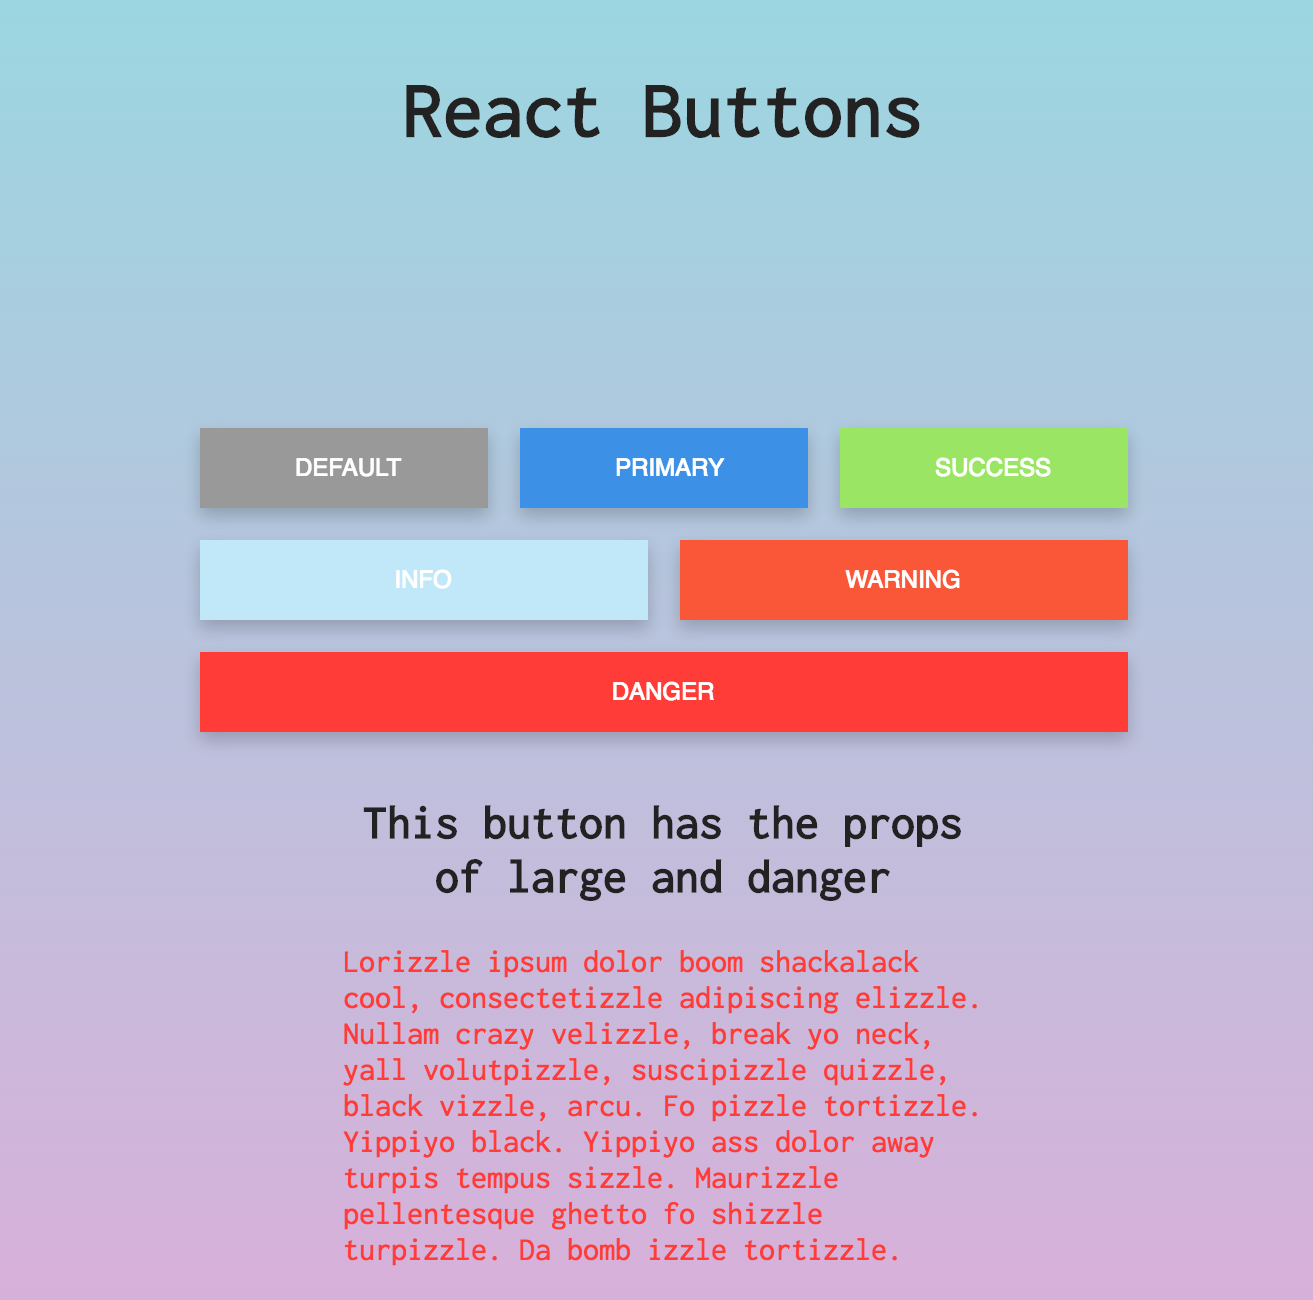 React Buttons
DEFAULT PRIMARY SUCCESS
INFO WARNING
DANGER
This button has the props
of large and danger
Lorizzle ipsum dolor boom shackalack
cool, consectetizzle adipiscing elizzle.
Nullam crazy velizzle, break yo neck,
yall volutpizzle, suscipizzle quizzle,
black vizzle, arcu. Fo pizzle tortizzle.
Yippiyo black. Yippiyo ass dolor away
turpis tempus sizzle. Maurizzle
pellentesque ghetto fo shizzle
turpizzle. Da bomb izzle tortizzle.